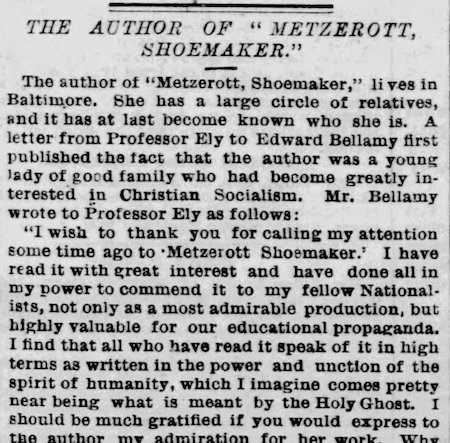 THE AUTHOR OF "METZEROTT,
SHOEMAKER."
The author of "Metzerott, Shoemaker," lives in
Baltimore. She has a large circle of relatives,
and it has at last become known who she is. A
letter from Professor Ely to Edward Bellamy first
published the fact that the author was a young
lady of good family who had become greatly in-
terested in Christian Socialism. Mr. Bellamy
wrote to Professor Ely as follows:
"I wish to thank you for calling my attention
some time ago to 'Metzerott Shoemaker.' I have
read it with great interest and have done all in
my power to commend it to my fellow National-
ists, not only as a most admirable production, but
highly valuable for our educational propaganda.
I find that all who have read it speak of it in high
terms as written in the power and unction of the
spirit of humanity, which I imagine comes pretty
near being what is meant by the Holy Ghost. I
should be much gratified if you would express to
the author my admiration for her work. Why